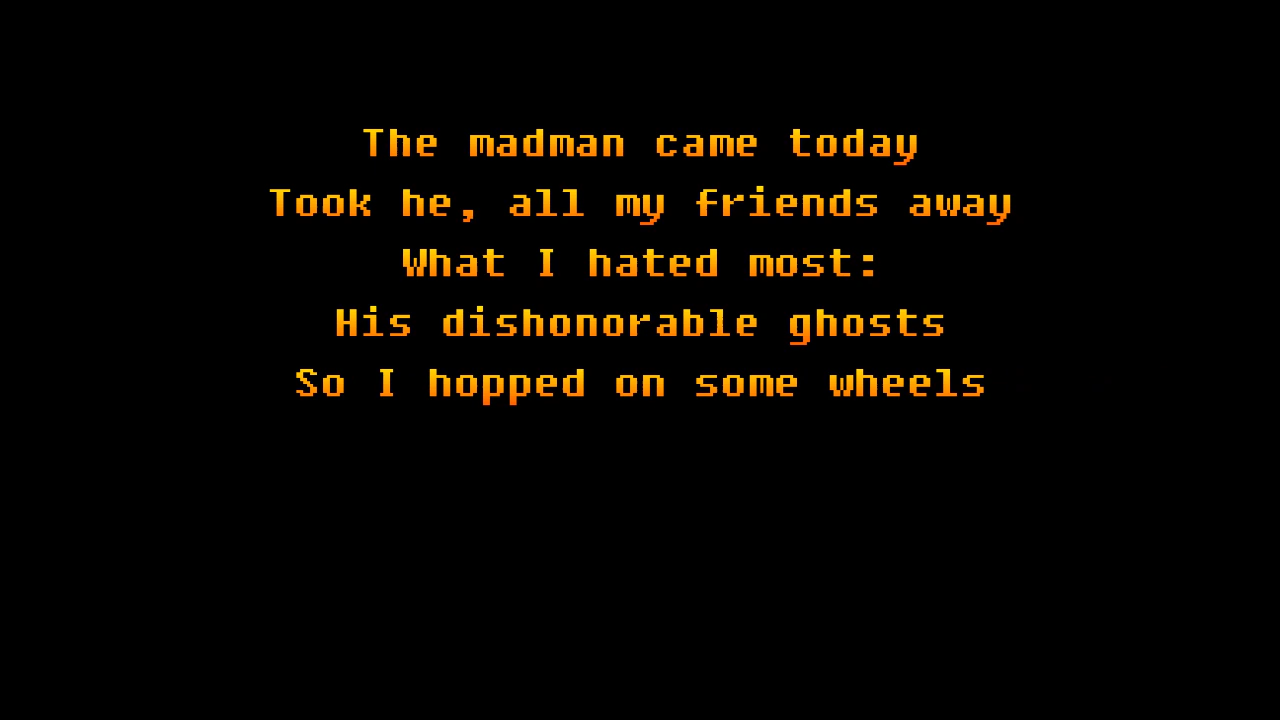 The madman came today
Took he, all my friends away
What I hated most:
His dishonorable ghosts
So I hopped on some wheels